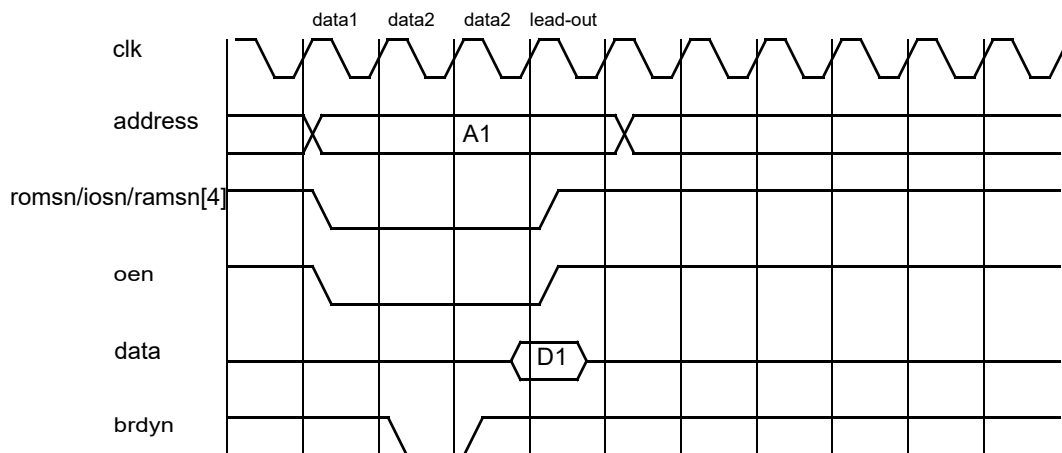 data1 data2 data2 lead-out
clk
address
A1
romsn/iosn/ramsn[4]
oen
data
D1
brdyn